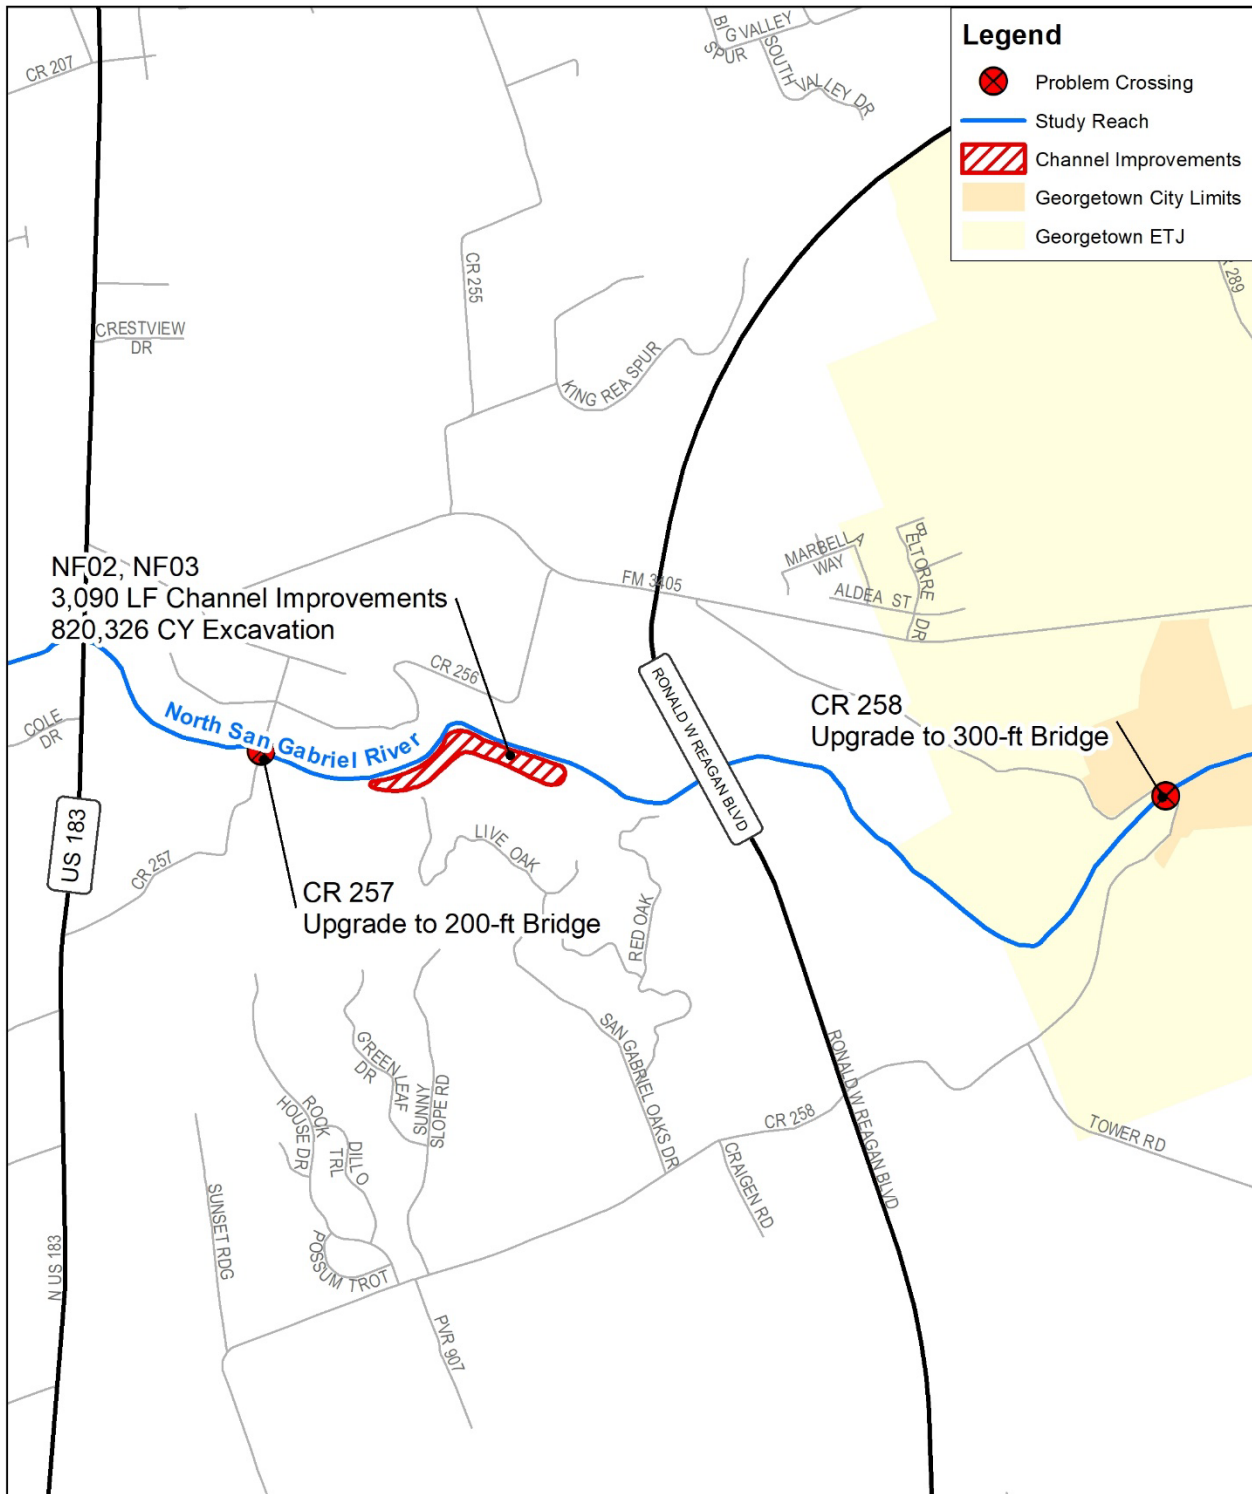 BIG VALLEY
SPUR
SOUTH
VALLEY DR
Legend
Problem Crossing
Study Reach
Channel Improvements
Georgetown City Limits
Georgetown ETJ
CR 207
CR 255
289
CRESTVIEW
DR
KING REA SPUR
NF02, NF03
3,090 LF Channel Improvements
820,326 CY Excavation
FM 3405
MARBELLA
WAY
BELTORRE
DR
ALDEA ST
CR 256
COLE
DR
North San Gabriel River
RONALD W REAGAN BLVD
CR 258
Upgrade to 300-ft Bridge
US 183
CR 257
LIVE OAK
CR 257
Upgrade to 200-ft Bridge
RED OAK
SAN GABRIEL OAKS DR
GREEN LEAF
DR
SUNNY
SLOPE RD
ROCK
HOUSE DR
DILLO
TRL
CR 258
RONALD W REAGAN BLVD
TOWER RD
CRAIGEN RD
SUNSET RDG
N US 183
POSSUM TROT
PVR 907